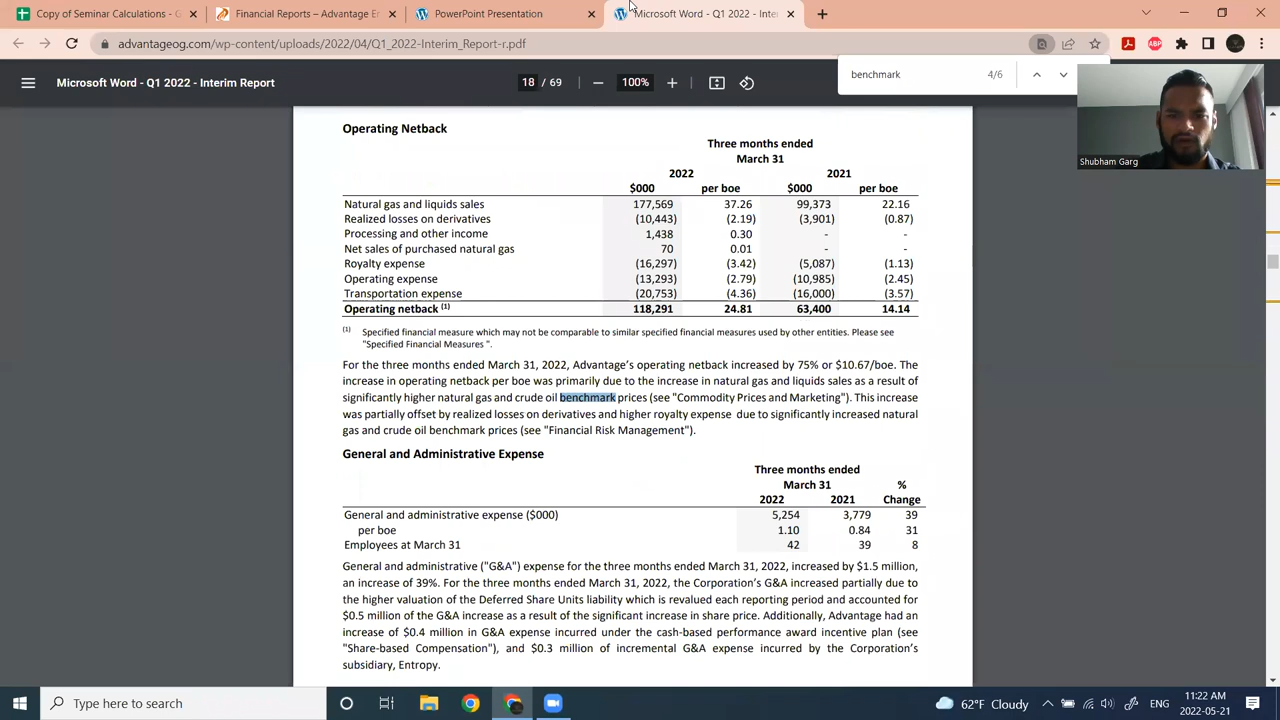 Copy of Seminar Calculations - G
Financial Reports – Advantage E
PowerPoint Presentation
Microsoft Word - Q1 2022 - Inte
advantageog.com/wp-content/uploads/2022/04/Q1_2022-Interim_Report-r.pdf
ABP
Microsoft Word - Q1 2022 - Interim Report
18 / 69
100%
benchmark 4/6
Shubham Garg
Operating Netback
Three months ended
March 31
2022 2021
$000 per boe $000 per boe
Natural gas and liquids sales 177,569 37.26 99,373 22.16
Realized losses on derivatives (10,443) (2.19) (3,901) (0.87)
Processing and other income 1,438 0.30 - -
Net sales of purchased natural gas 70 0.01 - -
Royalty expense (16,297) (3.42) (5,087) (1.13)
Operating expense (13,293) (2.79) (10,985) (2.45)
Transportation expense (20,753) (4.36) (16,000) (3.57)
Operating netback (1) 118,291 24.81 63,400 14.14
(1) Specified financial measure which may not be comparable to similar specified financial measures used by other entities. Please see
"Specified Financial Measures ".
For the three months ended March 31, 2022, Advantage's operating netback increased by 75% or $10.67/boe. The
increase in operating netback per boe was primarily due to the increase in natural gas and liquids sales as a result of
significantly higher natural gas and crude oil benchmark prices (see "Commodity Prices and Marketing"). This increase
was partially offset by realized losses on derivatives and higher royalty expense due to significantly increased natural
gas and crude oil benchmark prices (see "Financial Risk Management").
General and Administrative Expense
Three months ended
March 31 %
2022 2021 Change
General and administrative expense ($000) 5,254 3,779 39
per boe 1.10 0.84 31
Employees at March 31 42 39 8
General and administrative ("G&A") expense for the three months ended March 31, 2022, increased by $1.5 million,
an increase of 39%. For the three months ended March 31, 2022, the Corporation's G&A increased partially due to
the higher valuation of the Deferred Share Units liability which is revalued each reporting period and accounted for
$0.5 million of the G&A increase as a result of the significant increase in share price. Additionally, Advantage had an
increase of $0.4 million in G&A expense incurred under the cash-based performance award incentive plan (see
"Share-based Compensation"), and $0.3 million of incremental G&A expense incurred by the Corporation's
subsidiary, Entropy.
Type here to search
62°F Cloudy
ENG
11:22 AM
2022-05-21